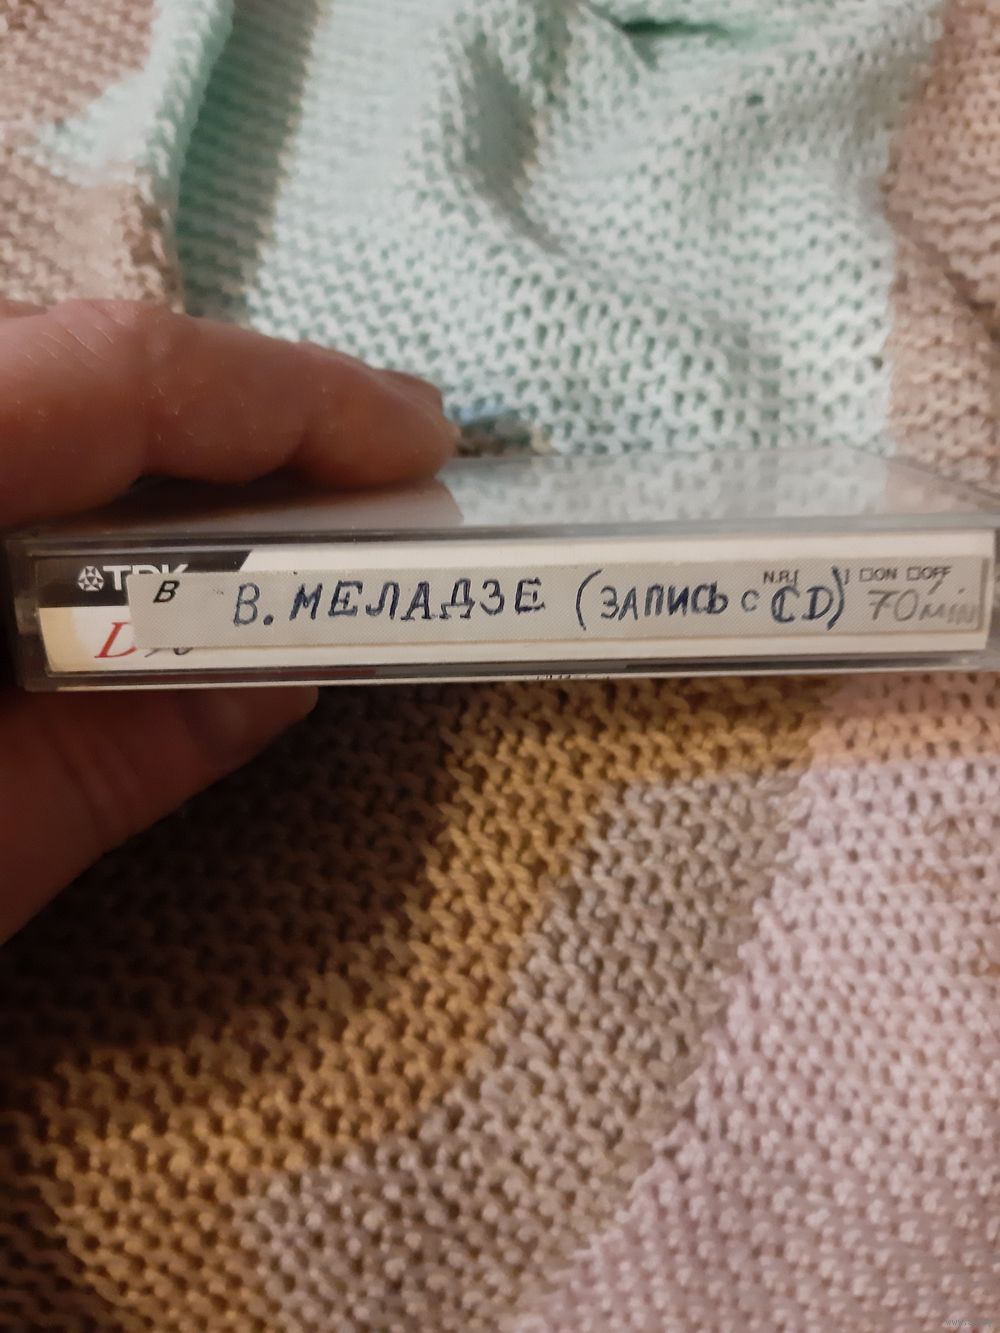 TDK
B N.R.[ ] ON OFF
В. МЕЛАДЗЕ (ЗАПИСЬ с CD) 70 min